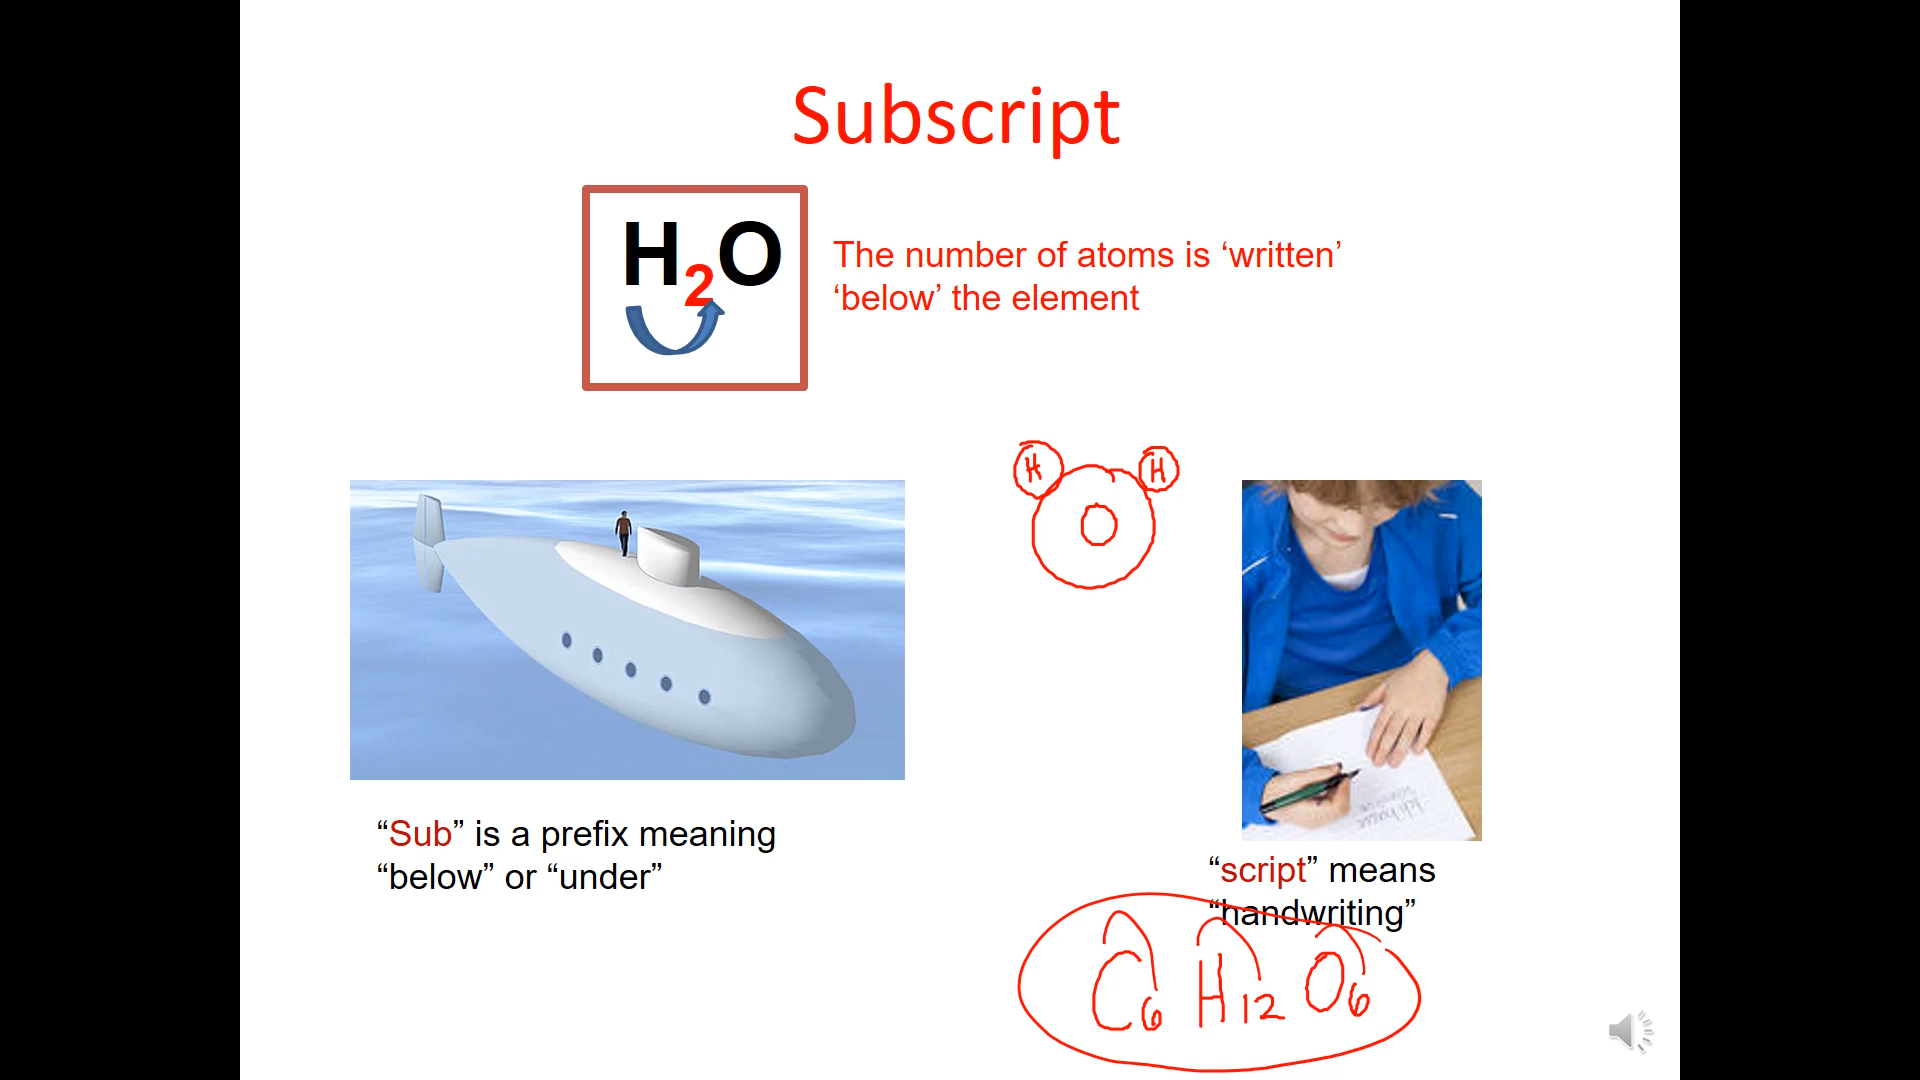 Subscript
H₂O
The number of atoms is ‘written’
‘below’ the element
H H
O
“Sub” is a prefix meaning
“below” or “under”
“script” means
“handwriting”
C₆ H₁₂ O₆